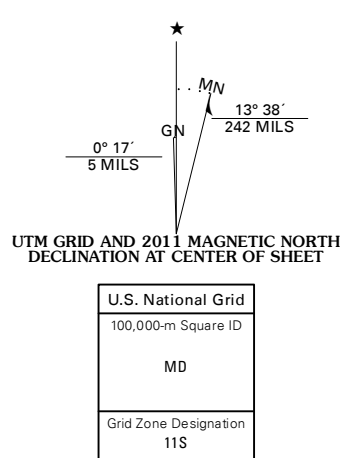 ★
MN
GN
13° 38´
242 MILS
0° 17´
5 MILS
UTM GRID AND 2011 MAGNETIC NORTH
DECLINATION AT CENTER OF SHEET
U.S. National Grid
100,000-m Square ID
MD
Grid Zone Designation
11S